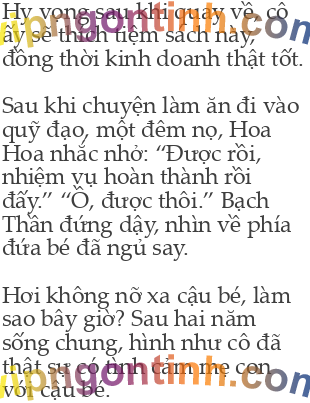 Hy vọng sau khi quay về, cô
ấy sẽ thích tiệm sách này,
đồng thời kinh doanh thật tốt.
Sau khi chuyện làm ăn đi vào
quỹ đạo, một đêm nọ, Hoa
Hoa nhắc nhở: “Được rồi,
nhiệm vụ hoàn thành rồi
đấy.” “Ồ, được thôi.” Bạch
Thần đứng dậy, nhìn về phía
đứa bé đã ngủ say.
Hơi không nỡ xa cậu bé, làm
sao bây giờ? Sau hai năm
sống chung, hình như cô đã
thật sự có tình cảm mẹ con
với cậu bé.
vipngontinh.com
vipngontinh.com